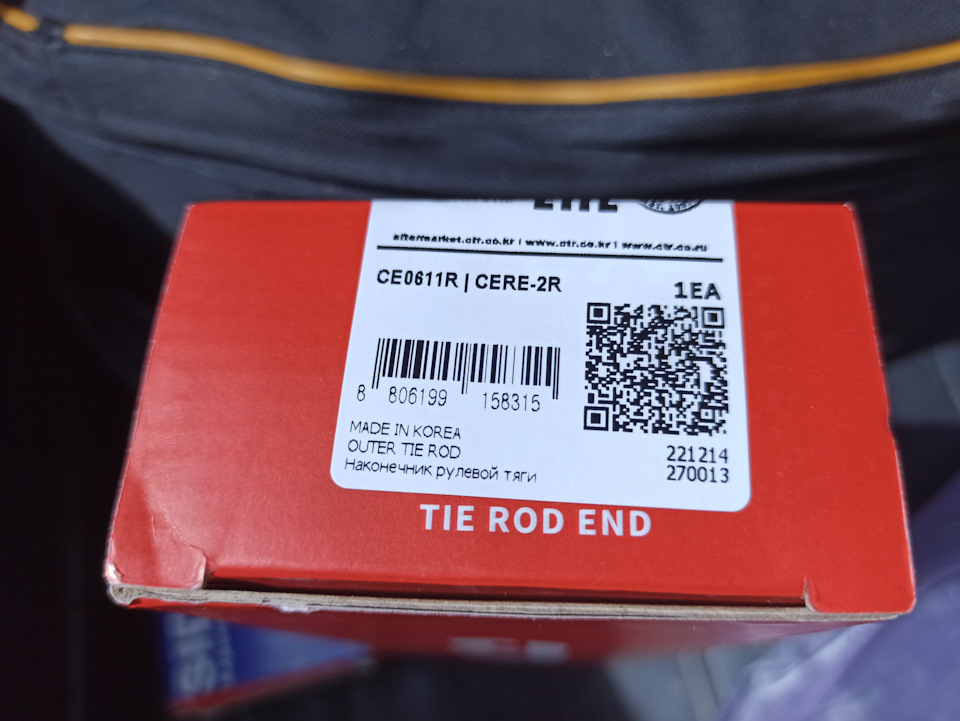 aftermarket.ctr.co.kr | www.ctr.co.kr | www.ctr.co.ru
CE0611R | CERE-2R
1EA
8 806199 158315
MADE IN KOREA
OUTER TIE ROD
Наконечник рулевой тяги
221214
270013
TIE ROD END